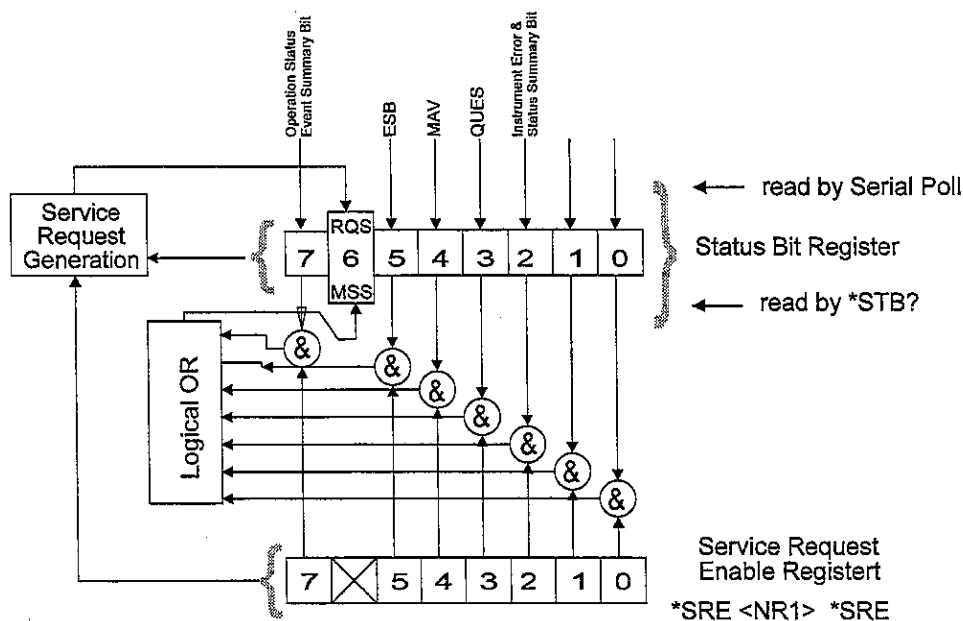 Operation Status
Event Summary Bit
ESB
MAV
QUES
Instrument Error &
Status Summary Bit
read by Serial Poll
Service
Request
Generation
RQS
7 6 5 4 3 2 1 0
MSS
Status Bit Register
read by *STB?
Logical OR
&
&
&
&
&
&
&
7 5 4 3 2 1 0
Service Request
Enable Registert
*SRE <NR1> *SRE